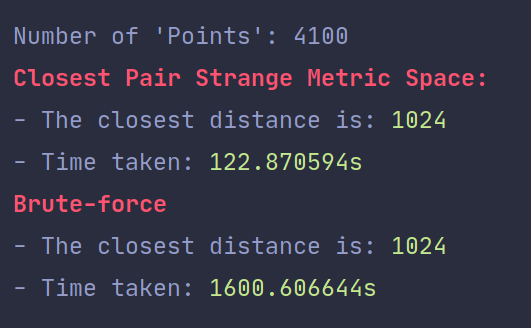 Number of 'Points': 4100
Closest Pair Strange Metric Space:
- The closest distance is: 1024
- Time taken: 122.870594s
Brute-force
- The closest distance is: 1024
- Time taken: 1600.606644s